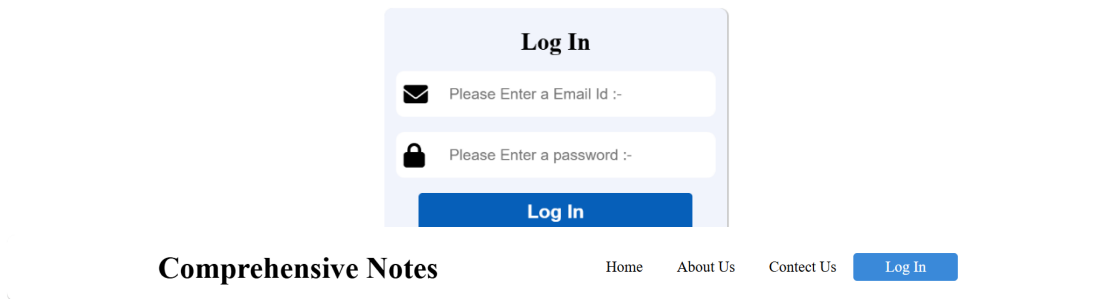 Log In
Please Enter a Email Id :-
Please Enter a password :-
Log In
Comprehensive Notes Home About Us Contect Us Log In